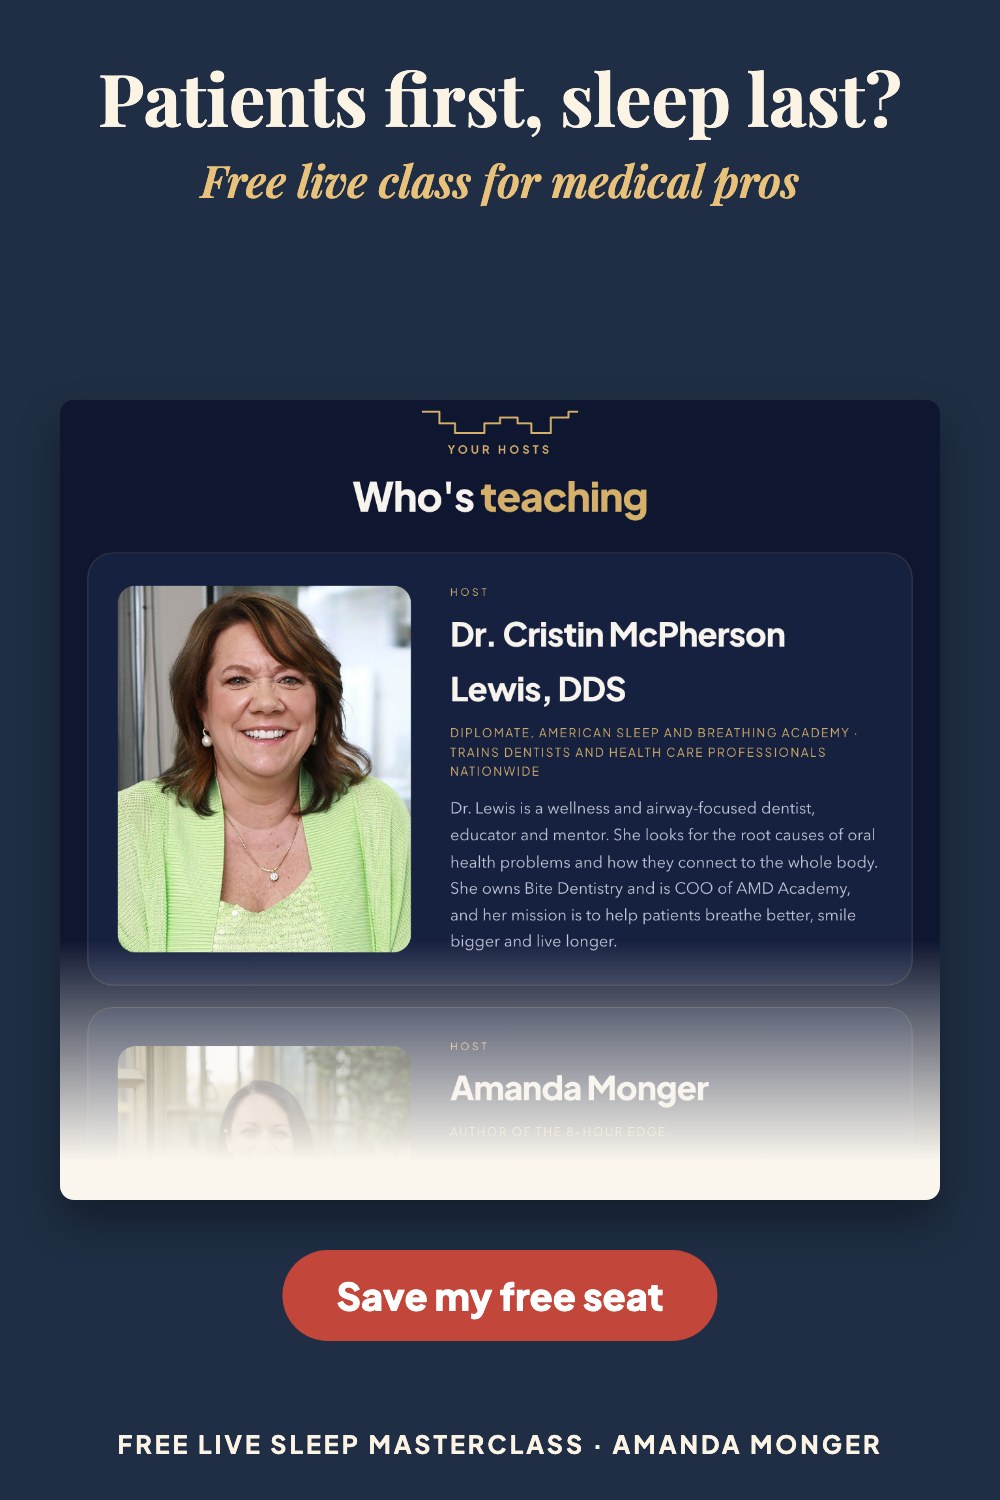 Patients first, sleep last?
Free live class for medical pros
YOUR HOSTS
Who's teaching
HOST
Dr. Cristin McPherson
Lewis, DDS
DIPLOMATE, AMERICAN SLEEP AND BREATHING ACADEMY ·
TRAINS DENTISTS AND HEALTH CARE PROFESSIONALS
NATIONWIDE
Dr. Lewis is a wellness and airway-focused dentist,
educator and mentor. She looks for the root causes of oral
health problems and how they connect to the whole body.
She owns Bite Dentistry and is COO of AMD Academy,
and her mission is to help patients breathe better, smile
bigger and live longer.
HOST
Amanda Monger
AUTHOR OF THE 8-HOUR EDGE
Save my free seat
FREE LIVE SLEEP MASTERCLASS · AMANDA MONGER